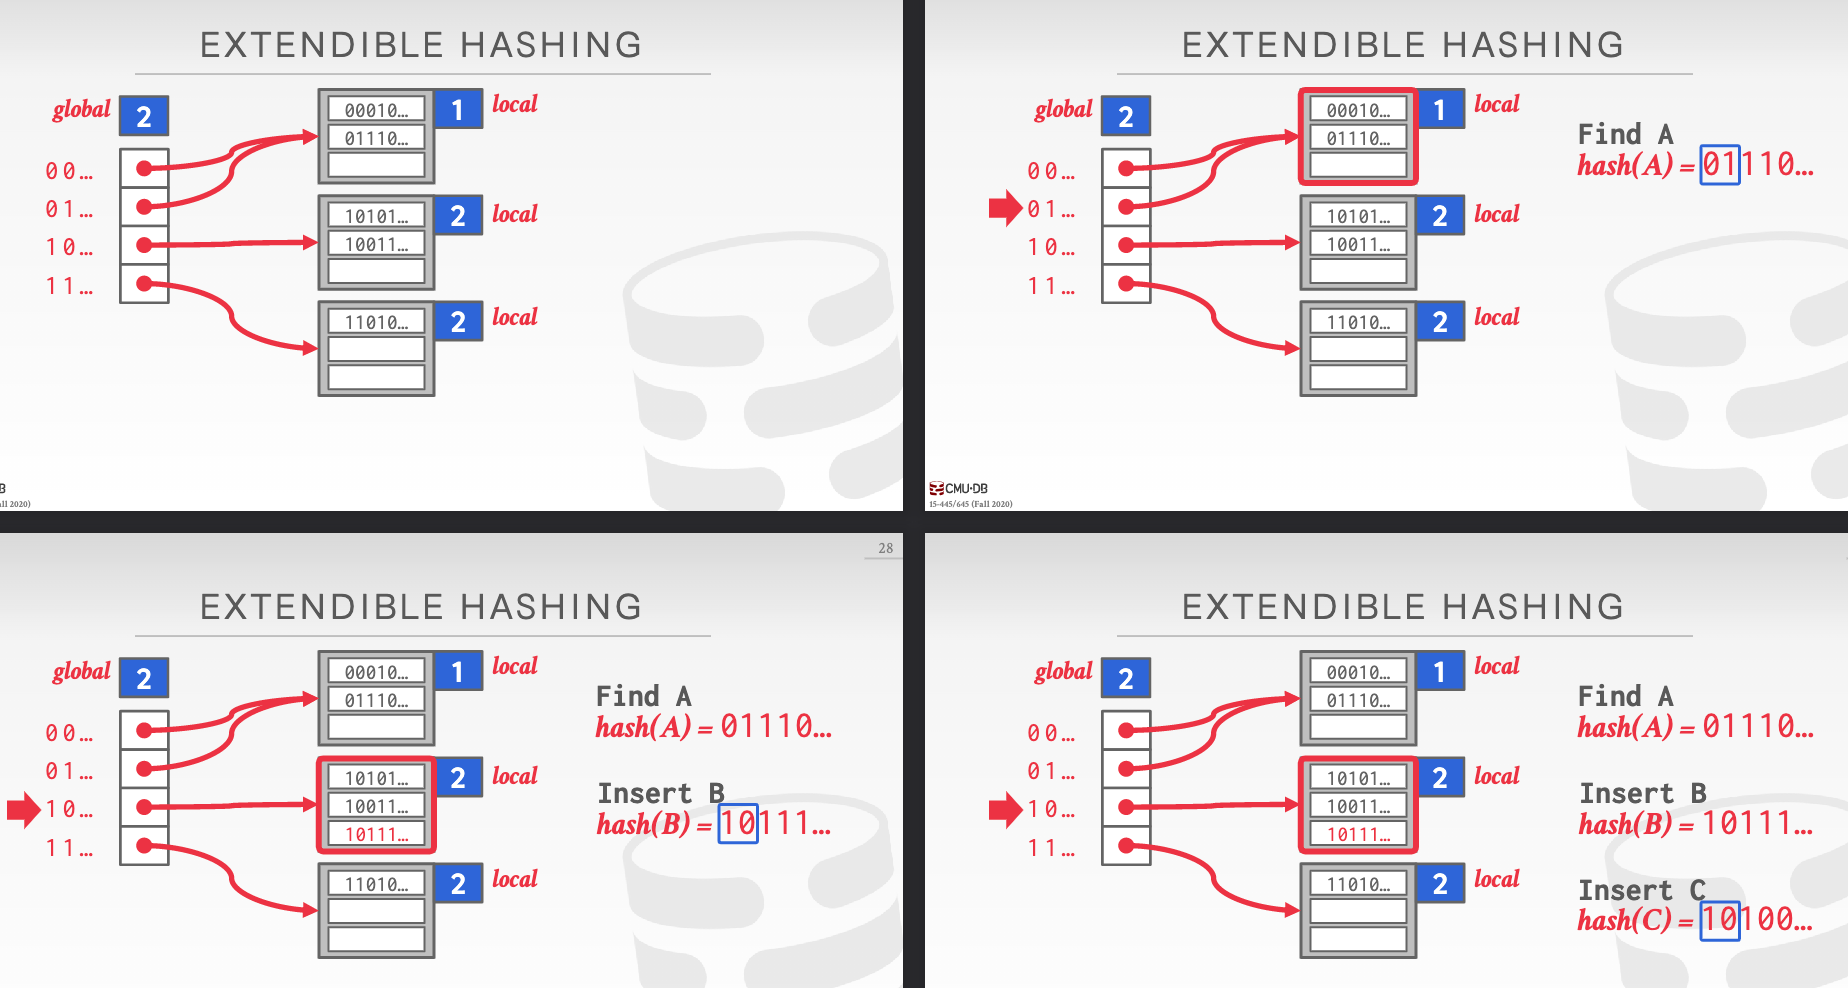 EXTENDIBLE HASHING
global 2
00…
01…
10…
11…
00010…
01110…
1 local
10101…
10011…
2 local
11010…
2 local
(Fall 2020)
EXTENDIBLE HASHING
global 2
00…
01…
10…
11…
00010…
01110…
1 local
10101…
10011…
2 local
11010…
2 local
Find A
hash(A) = 01110…
CMU·DB
15-445/645 (Fall 2020)
28
EXTENDIBLE HASHING
global 2
00…
01…
10…
11…
00010…
01110…
1 local
10101…
10011…
10111…
2 local
11010…
2 local
Find A
hash(A) = 01110…
Insert B
hash(B) = 10111…
EXTENDIBLE HASHING
global 2
00…
01…
10…
11…
00010…
01110…
1 local
10101…
10011…
10111…
2 local
11010…
2 local
Find A
hash(A) = 01110…
Insert B
hash(B) = 10111…
Insert C
hash(C) = 10100…